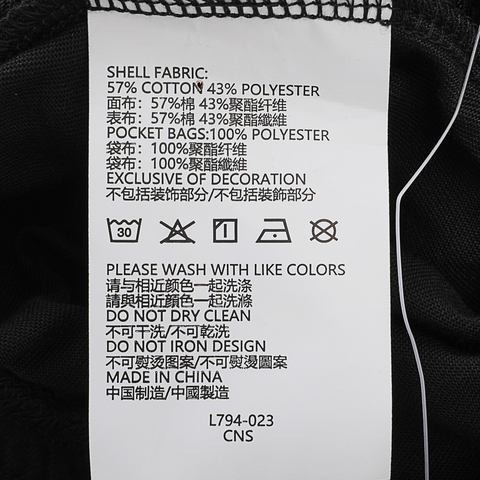 SHELL FABRIC:
57% COTTON 43% POLYESTER
面布：57%棉 43%聚酯纤维
表布：57%棉 43%聚酯纖維
POCKET BAGS:100% POLYESTER
袋布：100%聚酯纤维
袋布：100%聚酯纖維
EXCLUSIVE OF DECORATION
不包括装饰部分/不包括裝飾部分
30
PLEASE WASH WITH LIKE COLORS
请与相近颜色一起洗涤
請與相近顏色一起洗滌
DO NOT DRY CLEAN
不可干洗/不可乾洗
DO NOT IRON DESIGN
不可熨烫图案/不可熨燙圖案
MADE IN CHINA
中国制造/中國製造
L794-023
CNS